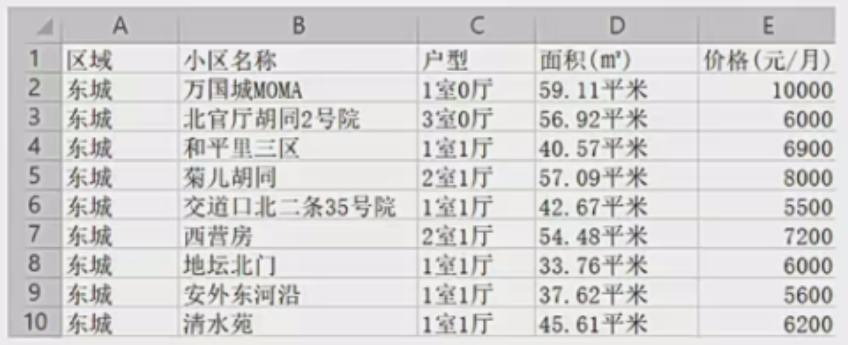 A B C D E
1 区域 小区名称 户型 面积(㎡) 价格(元/月)
2 东城 万国城MOMA 1室0厅 59.11平米 10000
3 东城 北官厅胡同2号院 3室0厅 56.92平米 6000
4 东城 和平里三区 1室1厅 40.57平米 6900
5 东城 菊儿胡同 2室1厅 57.09平米 8000
6 东城 交道口北二条35号院 1室1厅 42.67平米 5500
7 东城 西营房 2室1厅 54.48平米 7200
8 东城 地坛北门 1室1厅 33.76平米 6000
9 东城 安外东河沿 1室1厅 37.62平米 5600
10 东城 清水苑 1室1厅 45.61平米 6200